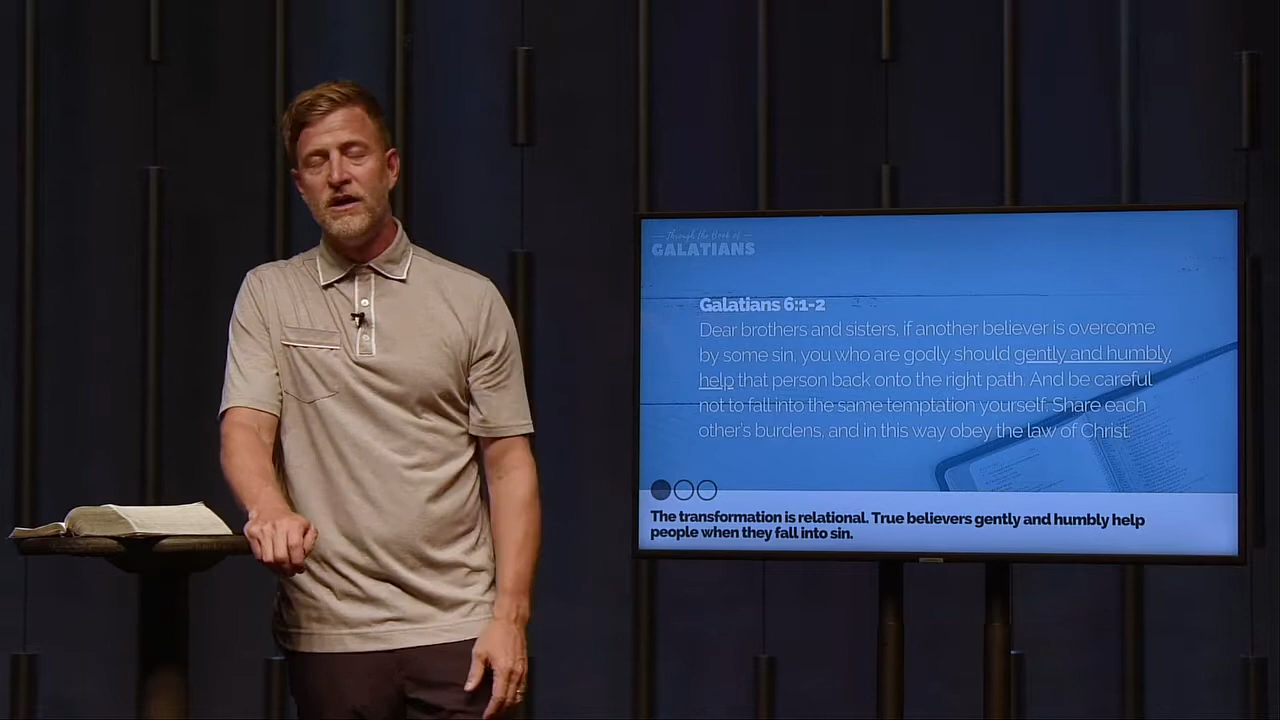 Through the Book of
GALATIANS
Galatians 6:1-2
Dear brothers and sisters, if another believer is overcome
by some sin, you who are godly should gently and humbly
help that person back onto the right path. And be careful
not to fall into the same temptation yourself. Share each
other's burdens, and in this way obey the law of Christ.
The transformation is relational. True believers gently and humbly help
people when they fall into sin.